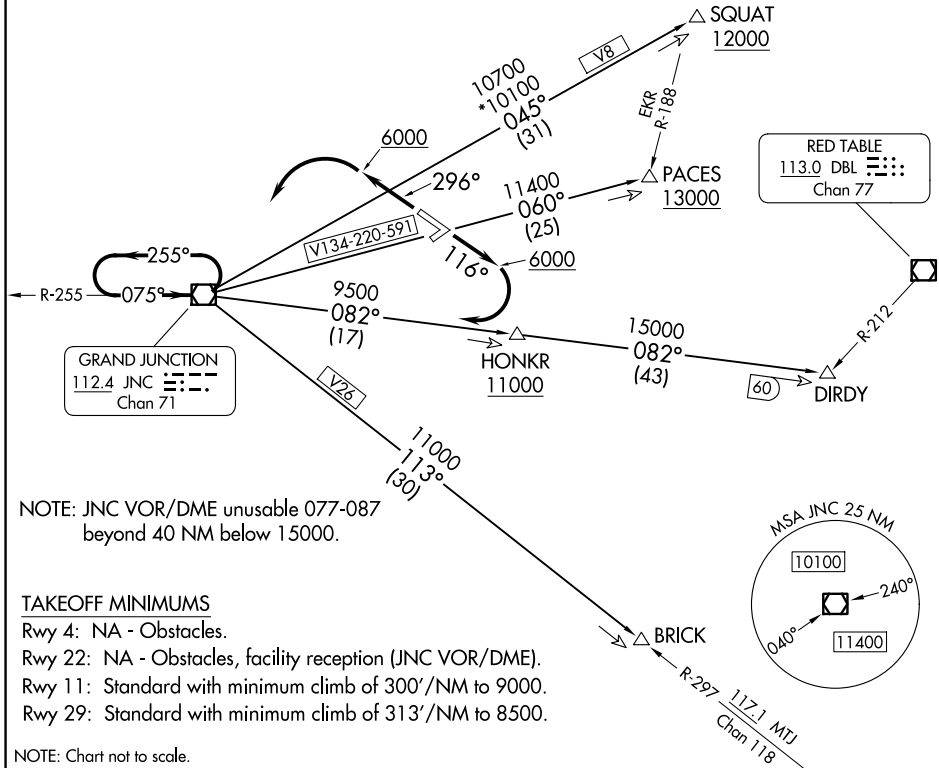 SQUAT
12000
V8
10700
*10100
045°
(31)
EKR
R-188
6000
296°
11400
060°
(25)
PACES
13000
RED TABLE
113.0 DBL
Chan 77
V134-220-591
116°
6000
255°
R-255
075°
9500
082°
(17)
HONKR
11000
15000
082°
(43)
60
R-212
DIRDY
GRAND JUNCTION
112.4 JNC
Chan 71
V26
11000
113°
(30)
NOTE: JNC VOR/DME unusable 077-087
beyond 40 NM below 15000.
MSA JNC 25 NM
10100
240°
040°
11400
BRICK
R-297
117.1 MTJ
Chan 118
TAKEOFF MINIMUMS
Rwy 4: NA - Obstacles.
Rwy 22: NA - Obstacles, facility reception (JNC VOR/DME).
Rwy 11: Standard with minimum climb of 300'/NM to 9000.
Rwy 29: Standard with minimum climb of 313'/NM to 8500.
NOTE: Chart not to scale.